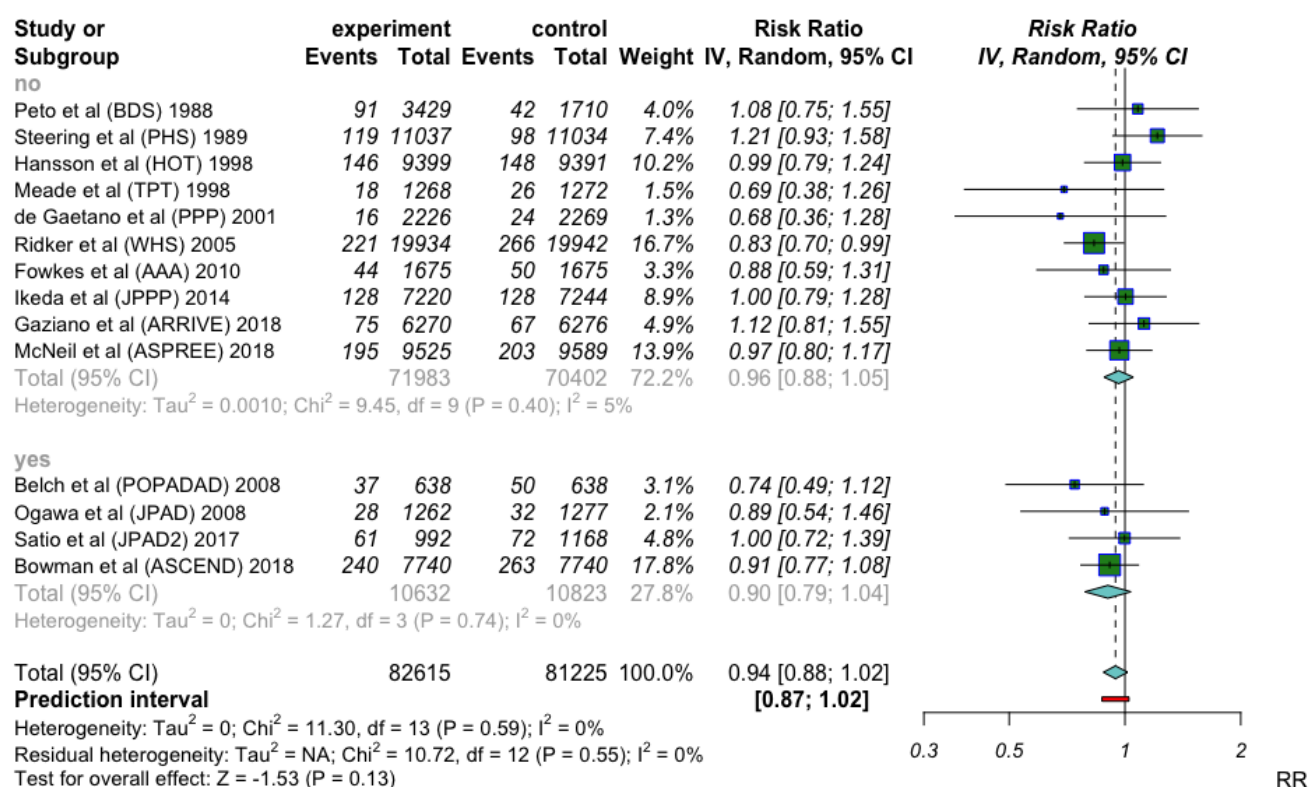 Study or experiment control Risk Ratio Risk Ratio
Subgroup Events Total Events Total Weight IV, Random, 95% CI IV, Random, 95% CI
no
Peto et al (BDS) 1988 91 3429 42 1710 4.0% 1.08 [0.75; 1.55]
Steering et al (PHS) 1989 119 11037 98 11034 7.4% 1.21 [0.93; 1.58]
Hansson et al (HOT) 1998 146 9399 148 9391 10.2% 0.99 [0.79; 1.24]
Meade et al (TPT) 1998 18 1268 26 1272 1.5% 0.69 [0.38; 1.26]
de Gaetano et al (PPP) 2001 16 2226 24 2269 1.3% 0.68 [0.36; 1.28]
Ridker et al (WHS) 2005 221 19934 266 19942 16.7% 0.83 [0.70; 0.99]
Fowkes et al (AAA) 2010 44 1675 50 1675 3.3% 0.88 [0.59; 1.31]
Ikeda et al (JPPP) 2014 128 7220 128 7244 8.9% 1.00 [0.79; 1.28]
Gaziano et al (ARRIVE) 2018 75 6270 67 6276 4.9% 1.12 [0.81; 1.55]
McNeil et al (ASPREE) 2018 195 9525 203 9589 13.9% 0.97 [0.80; 1.17]
Total (95% CI) 71983 70402 72.2% 0.96 [0.88; 1.05]
Heterogeneity: Tau² = 0.0010; Chi² = 9.45, df = 9 (P = 0.40); I² = 5%
yes
Belch et al (POPADAD) 2008 37 638 50 638 3.1% 0.74 [0.49; 1.12]
Ogawa et al (JPAD) 2008 28 1262 32 1277 2.1% 0.89 [0.54; 1.46]
Satio et al (JPAD2) 2017 61 992 72 1168 4.8% 1.00 [0.72; 1.39]
Bowman et al (ASCEND) 2018 240 7740 263 7740 17.8% 0.91 [0.77; 1.08]
Total (95% CI) 10632 10823 27.8% 0.90 [0.79; 1.04]
Heterogeneity: Tau² = 0; Chi² = 1.27, df = 3 (P = 0.74); I² = 0%
Total (95% CI) 82615 81225 100.0% 0.94 [0.88; 1.02]
Prediction interval [0.87; 1.02]
Heterogeneity: Tau² = 0; Chi² = 11.30, df = 13 (P = 0.59); I² = 0%
Residual heterogeneity: Tau² = NA; Chi² = 10.72, df = 12 (P = 0.55); I² = 0%
0.3 0.5 1 2
Test for overall effect: Z = -1.53 (P = 0.13)
RR